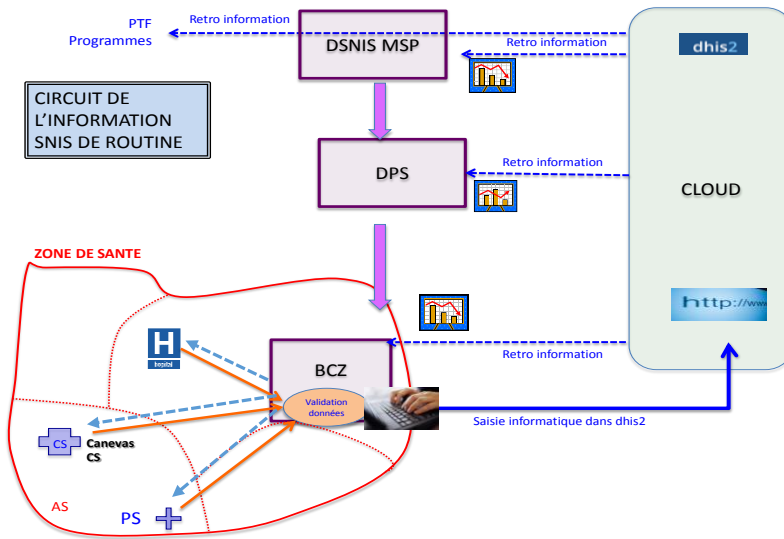 PTF
Programmes
Retro information
DSNIS MSP
Retro information
dhis2
CIRCUIT DE
L'INFORMATION
SNIS DE ROUTINE
DPS
Retro information
CLOUD
ZONE DE SANTE
http://www
H
hopital
BCZ
Retro information
Validation
données
CS
Canevas
CS
Saisie informatique dans dhis2
AS
PS